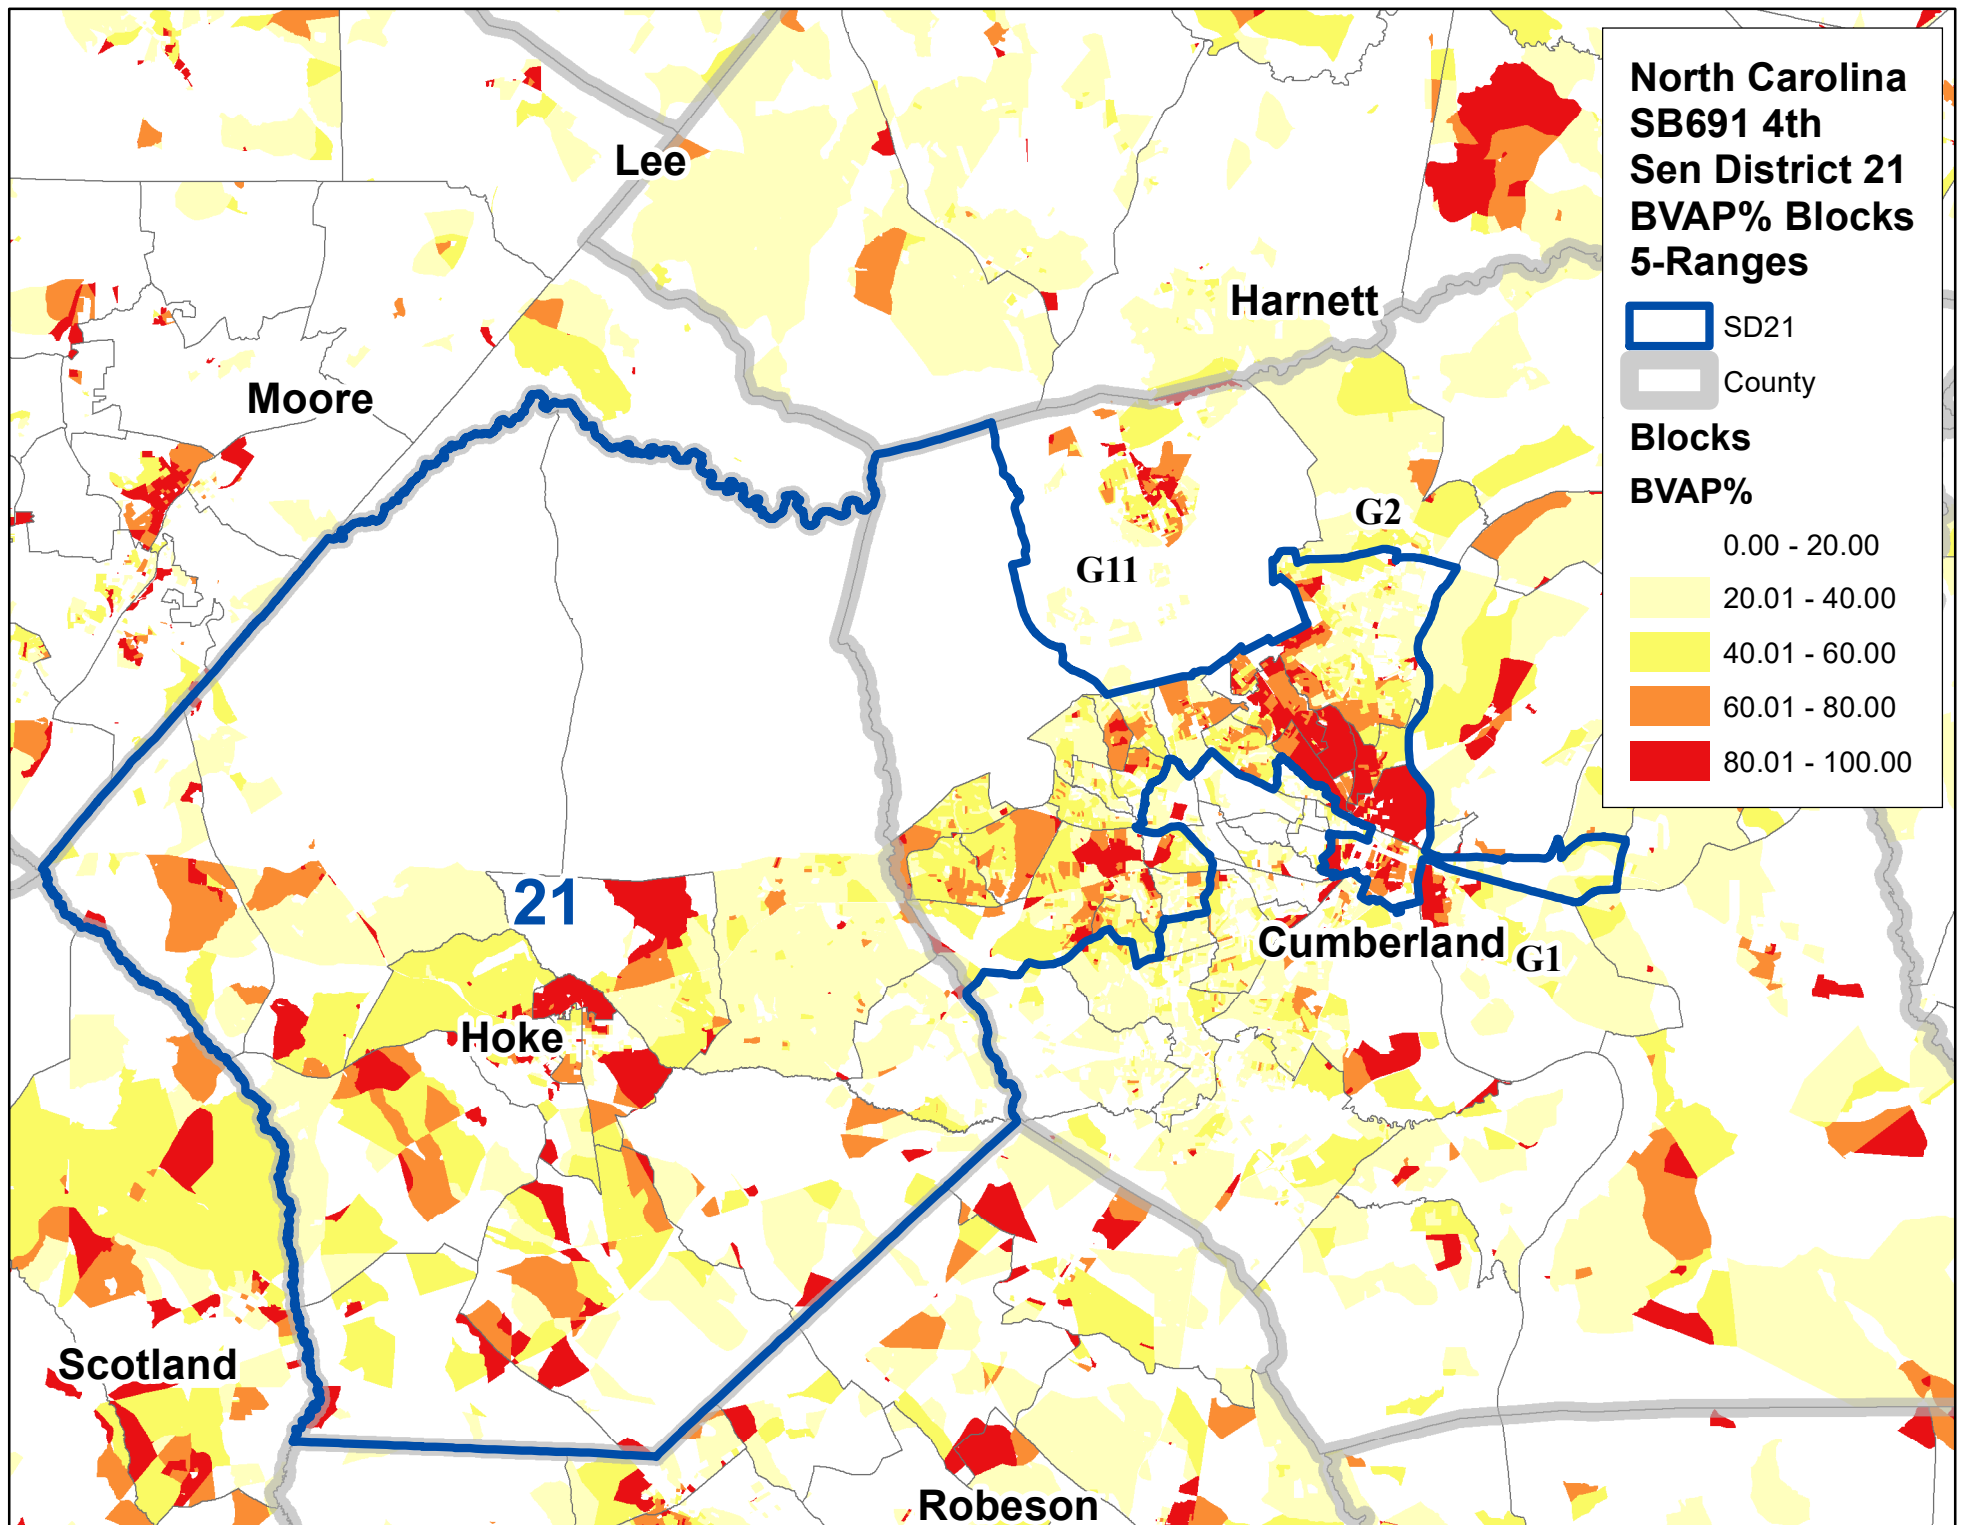 North Carolina
SB691 4th
Sen District 21
BVAP% Blocks
5-Ranges
SD21
County
Blocks
BVAP%
0.00 - 20.00
20.01 - 40.00
40.01 - 60.00
60.01 - 80.00
80.01 - 100.00
Lee
Harnett
Moore
G2
G11
21
Cumberland
G1
Hoke
Scotland
Robeson